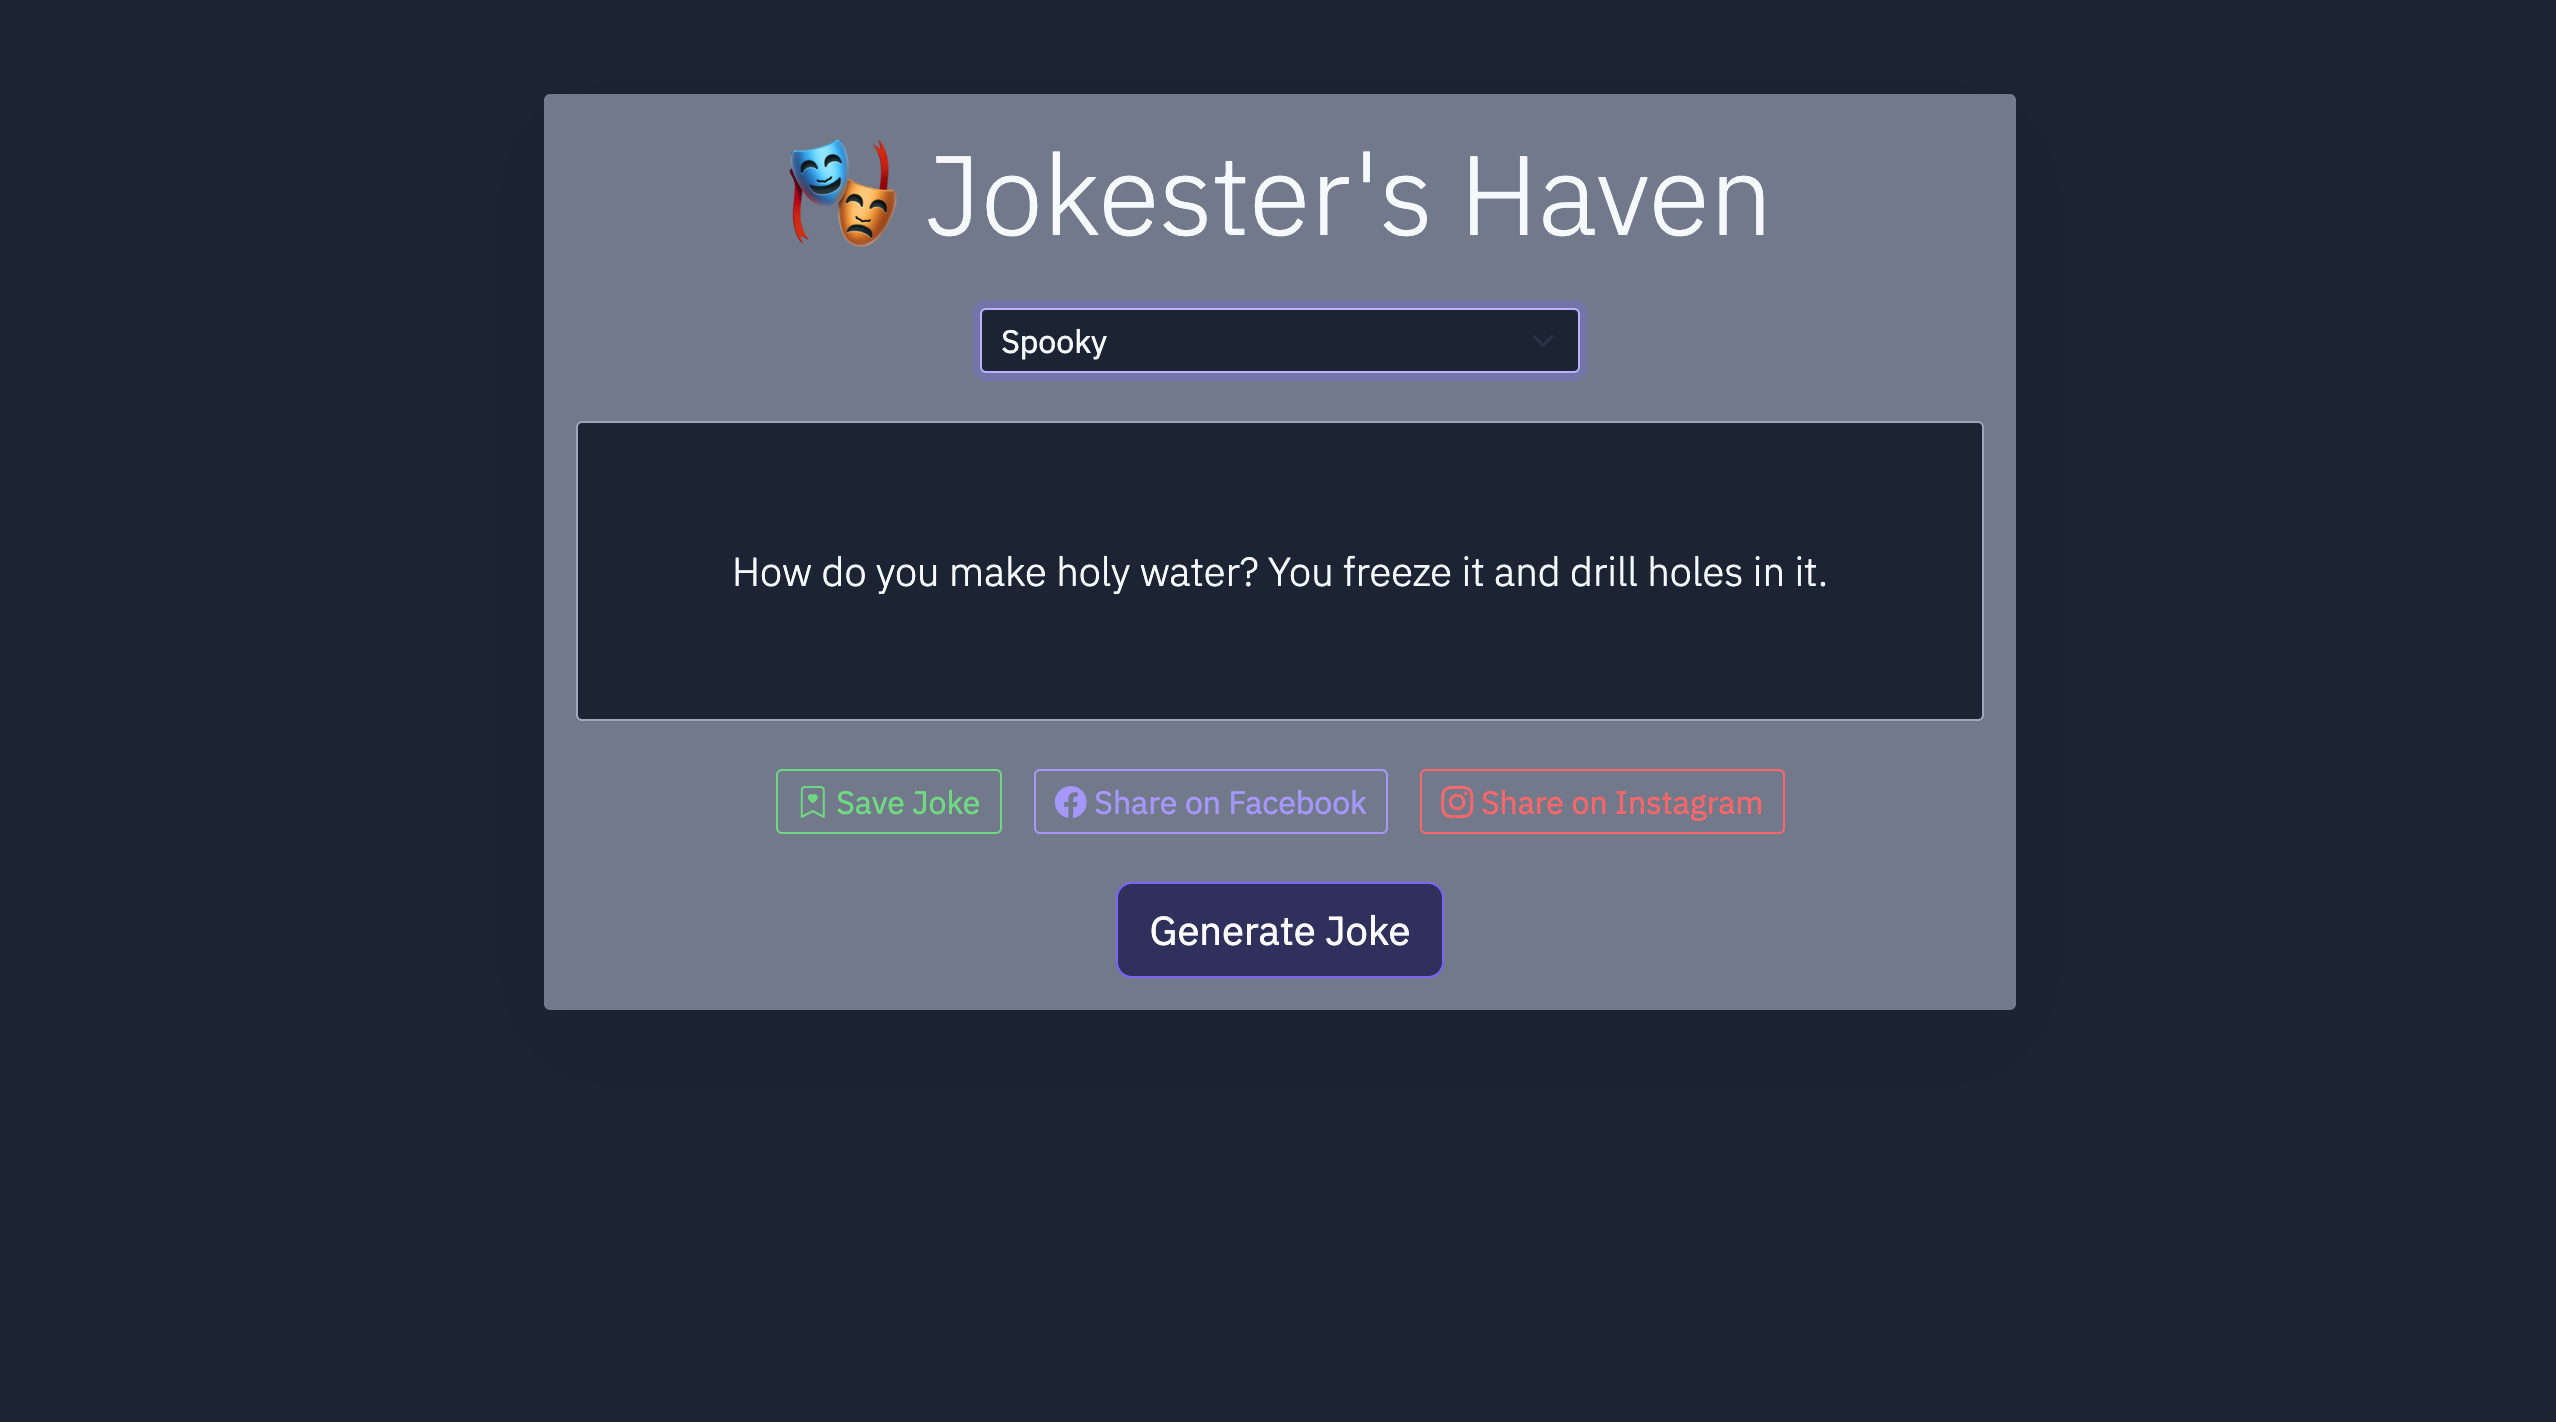 Jokester's Haven
Spooky
How do you make holy water? You freeze it and drill holes in it.
Save Joke
Share on Facebook
Share on Instagram
Generate Joke